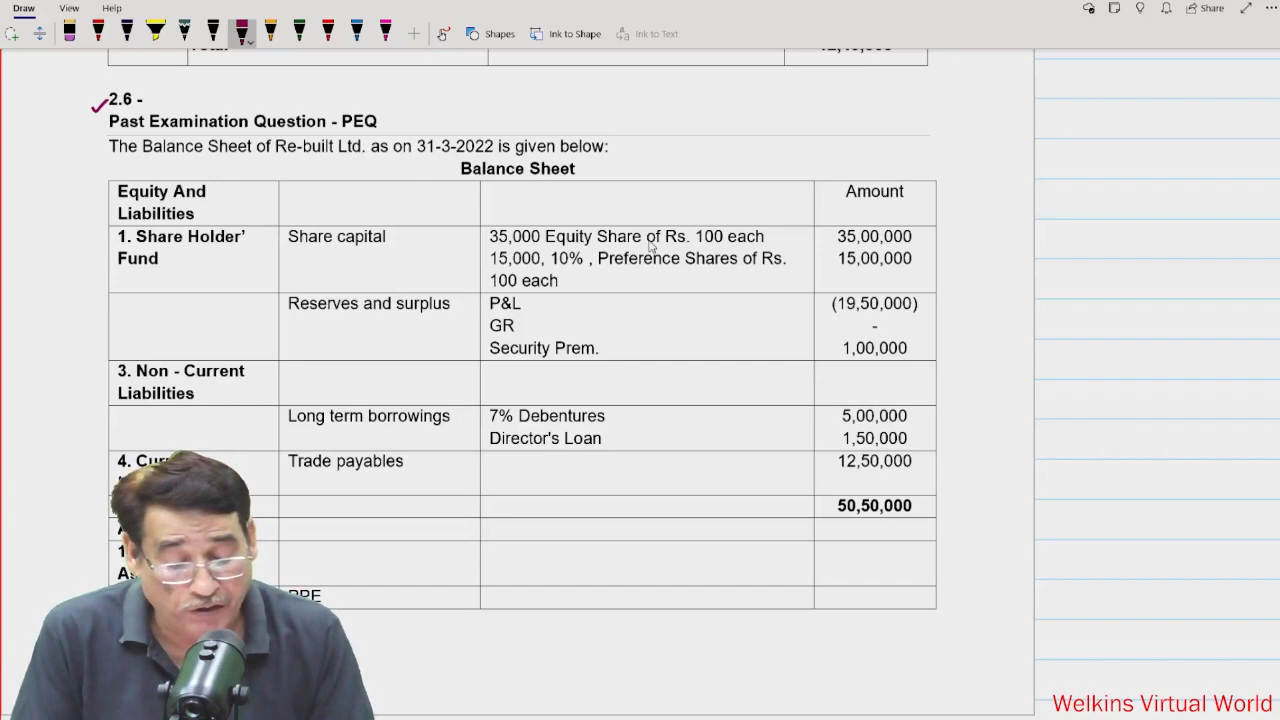 Draw View Help
Share
Shapes Ink to Shape Ink to Text
2.6 -
Past Examination Question - PEQ
The Balance Sheet of Re-built Ltd. as on 31-3-2022 is given below:
Balance Sheet
Equity And Liabilities Amount
1. Share Holder' Fund Share capital 35,000 Equity Share of Rs. 100 each 35,00,000
15,000, 10% , Preference Shares of Rs. 100 each 15,00,000
Reserves and surplus P&L (19,50,000)
GR -
Security Prem. 1,00,000
3. Non - Current Liabilities
Long term borrowings 7% Debentures 5,00,000
Director's Loan 1,50,000
4. Trade payables 12,50,000
50,50,000
PPE
Welkins Virtual World